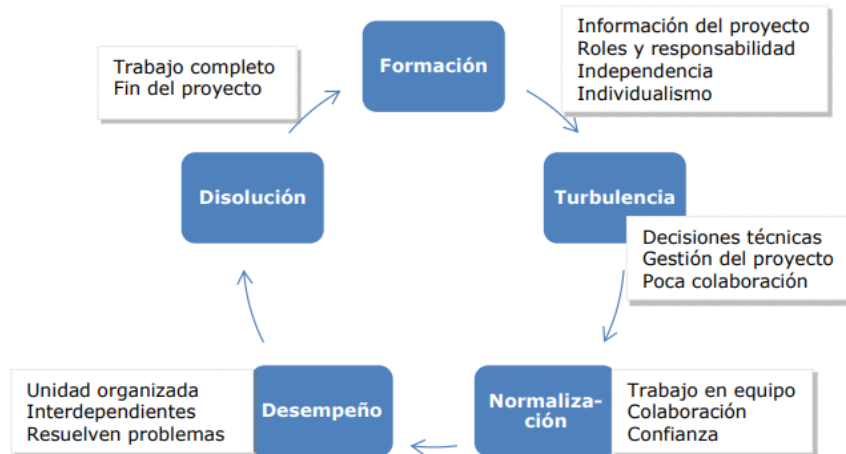 Formación
Información del proyecto
Roles y responsabilidad
Independencia
Individualismo
Turbulencia
Decisiones técnicas
Gestión del proyecto
Poca colaboración
Normaliza-
ción
Trabajo en equipo
Colaboración
Confianza
Desempeño
Unidad organizada
Interdependientes
Resuelven problemas
Disolución
Trabajo completo
Fin del proyecto